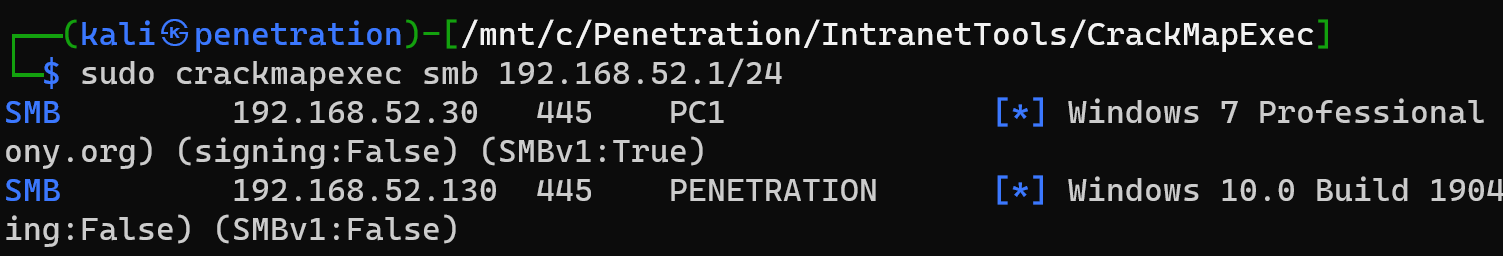 ┌──(kali㉿penetration)-[/mnt/c/Penetration/IntranetTools/CrackMapExec]
└─$ sudo crackmapexec smb 192.168.52.1/24
SMB         192.168.52.30   445    PC1              [*] Windows 7 Professional
ony.org) (signing:False) (SMBv1:True)
SMB         192.168.52.130  445    PENETRATION      [*] Windows 10.0 Build 1904
ing:False) (SMBv1:False)